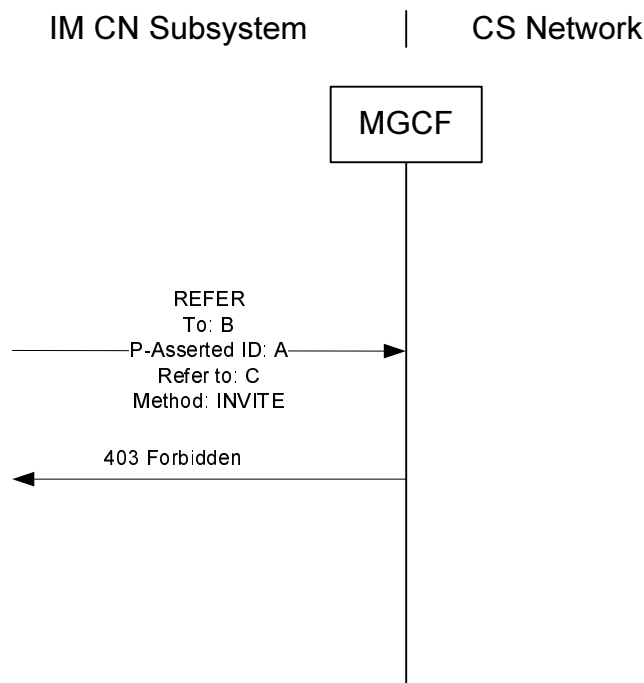 IM CN Subsystem | CS Network
MGCF
REFER
To: B
P-Asserted ID: A
Refer to: C
Method: INVITE
403 Forbidden